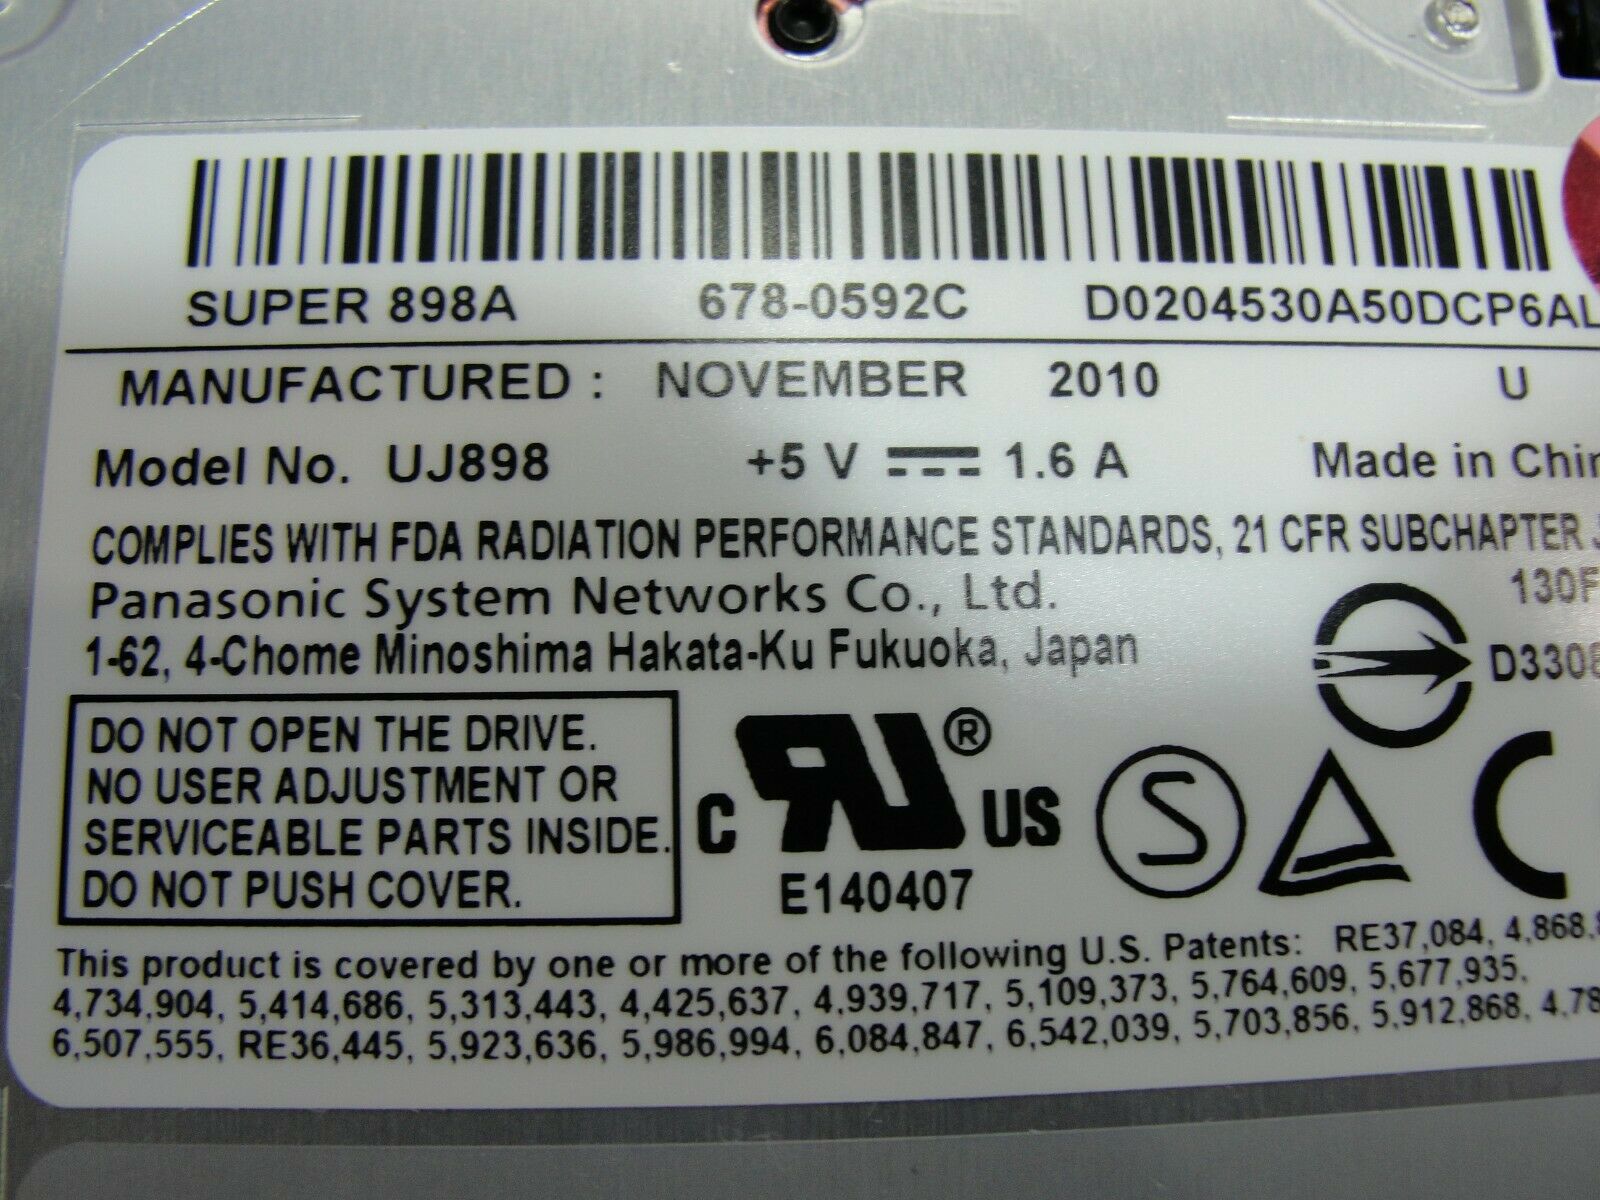 SUPER 898A 678-0592C D0204530A50DCP6AL
MANUFACTURED : NOVEMBER 2010 U
Model No. UJ898 +5 V 1.6 A Made in
COMPLIES WITH FDA RADIATION PERFORMANCE STANDARDS, 21 CFR SUBCHAPTER
Panasonic System Networks Co., Ltd.
130F
1-62, 4-Chome Minoshima Hakata-Ku Fukuoka, Japan
D3308
DO NOT OPEN THE DRIVE.
NO USER ADJUSTMENT OR
SERVICEABLE PARTS INSIDE.
DO NOT PUSH COVER.
C RU ® US
E140407
S
This product is covered by one or more of the following U.S. Patents: RE37,084, 4,868,
4,734,904, 5,414,686, 5,313,443, 4,425,637, 4,939,717, 5,109,373, 5,764,609, 5,677,935,
6,507,555, RE36,445, 5,923,636, 5,986,994, 6,084,847, 6,542,039, 5,703,856, 5,912,868, 4,78